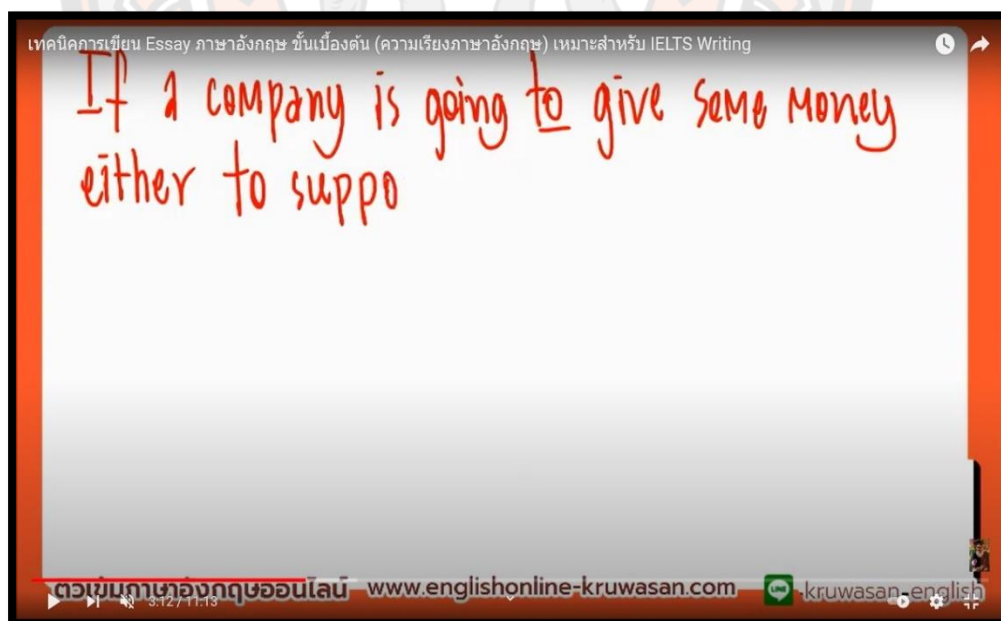 เทคนิคการเขียน Essay ภาษาอังกฤษ ขั้นเบื้องต้น (ความเรียงภาษาอังกฤษ) เหมาะสำหรับ IELTS Writing
If a company is going to give some money
either to suppo
ติวเข้มภาษาอังกฤษออนไลน์ www.englishonline-kruwasan.com kruwasan-english
3:12 / 11:13